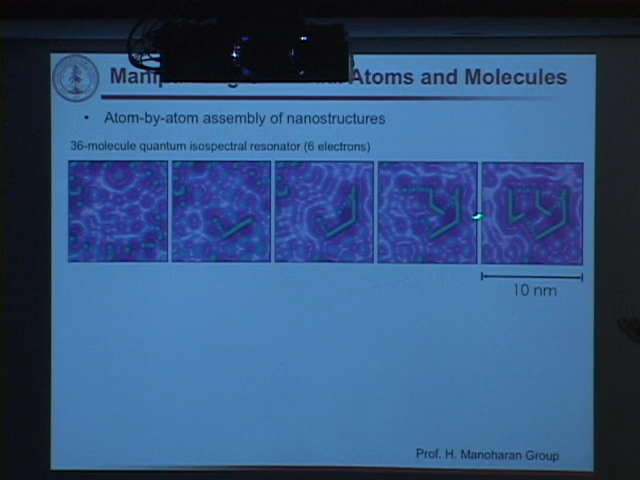 Atoms and Molecules
• Atom-by-atom assembly of nanostructures
36-molecule quantum isospectral resonator (6 electrons)
10 nm
Prof. H. Manoharan Group